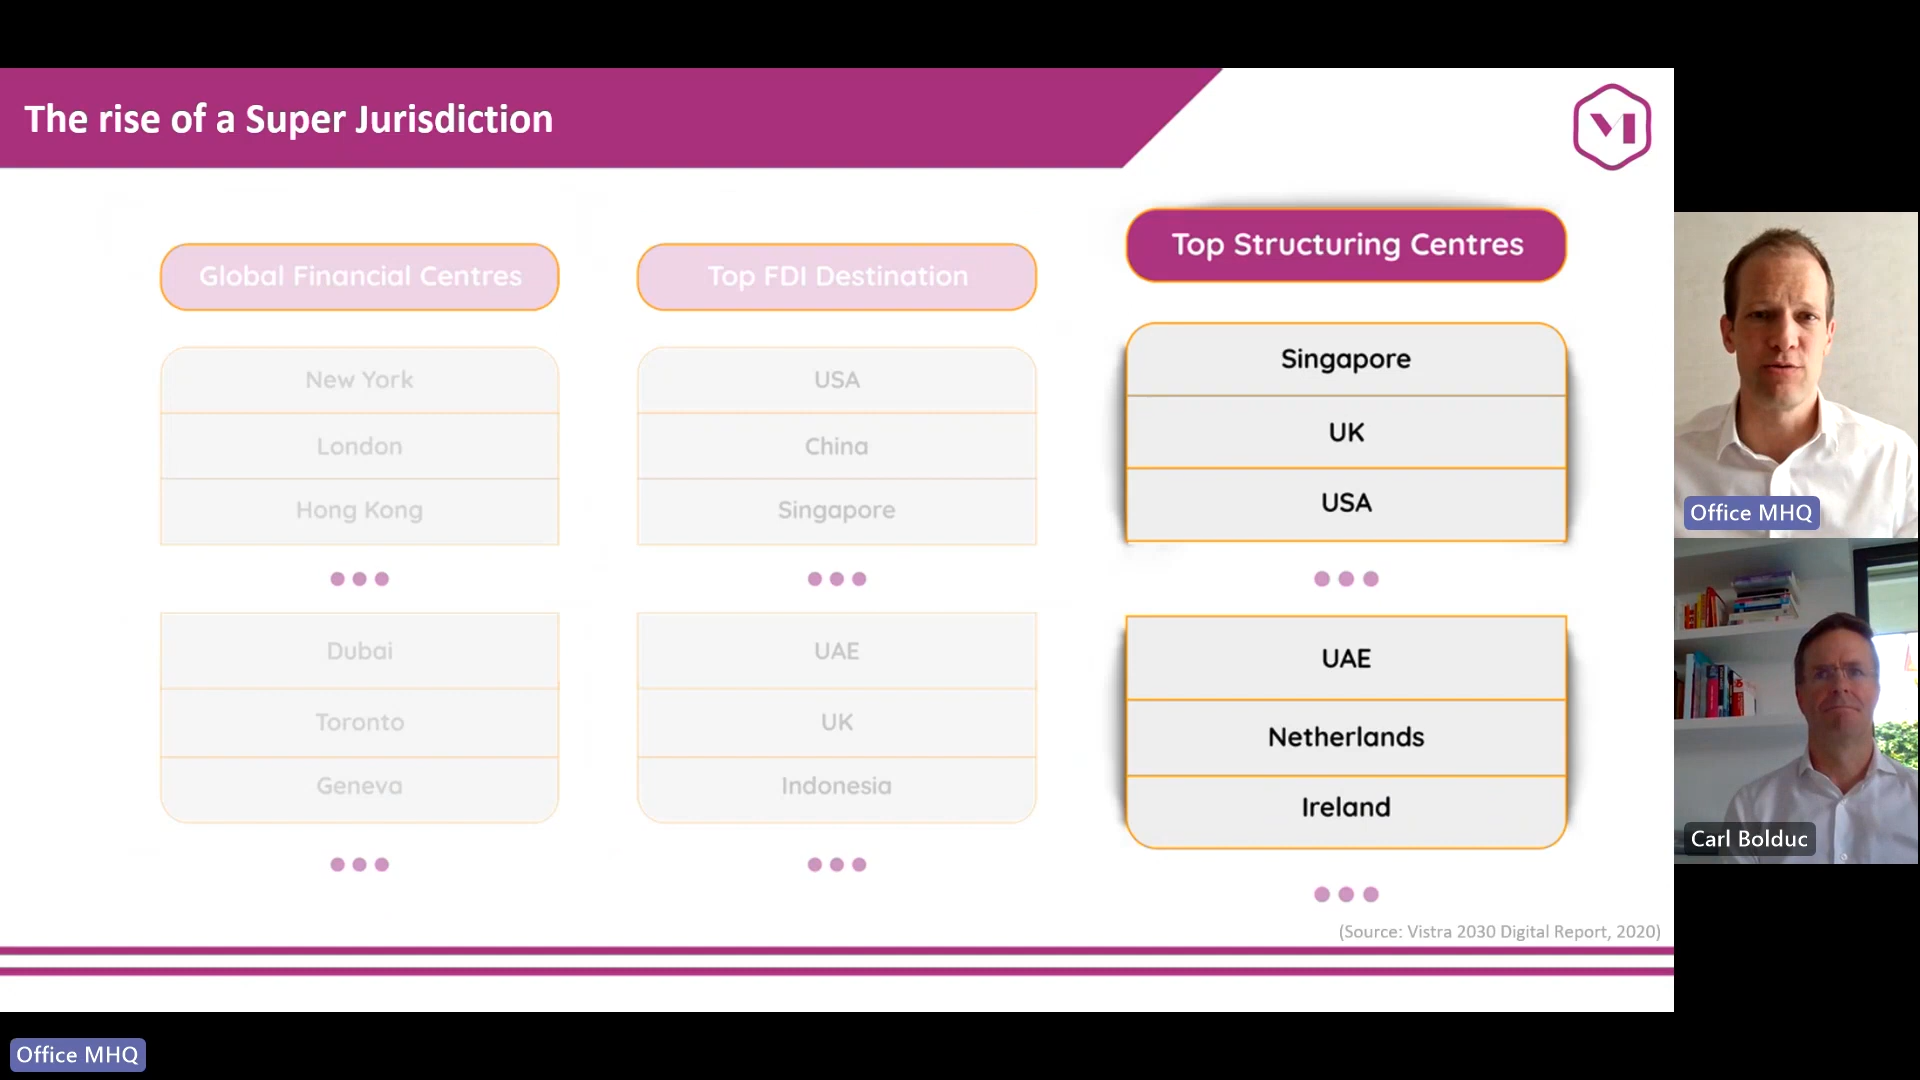 The rise of a Super Jurisdiction
Global Financial Centres
New York
London
Hong Kong
Dubai
Toronto
Geneva
Top FDI Destination
USA
China
Singapore
UAE
UK
Indonesia
Top Structuring Centres
Singapore
UK
USA
UAE
Netherlands
Ireland
(Source: Vistra 2030 Digital Report, 2020)
Office MHQ
Carl Bolduc
Office MHQ